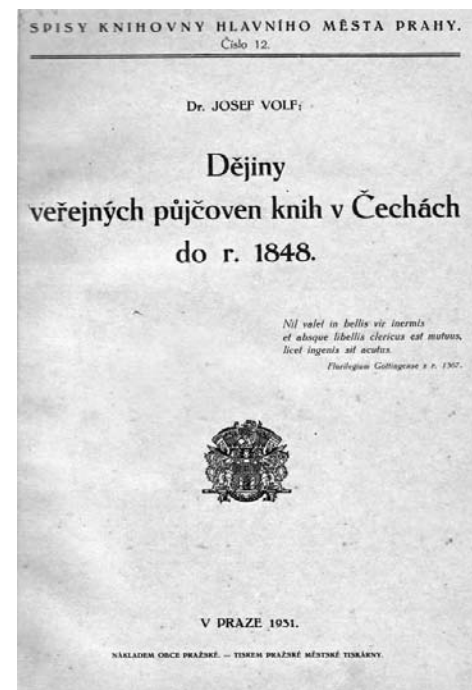 SPISY KNIHOVNY HLAVNÍHO MĚSTA PRAHY.
Číslo 12.
Dr. JOSEF VOLF:
Dějiny
veřejných půjčoven knih v Čechách
do r. 1848.
Nil valet in bellis vir inermis
et absque libellis clericus est mutuus,
licet ingenis sit acutus.
Florilegium Gottingense z r. 1367.
V PRAZE 1931.
NÁKLADEM OBCE PRAŽSKÉ. — TISKEM PRAŽSKÉ MĚSTSKÉ TISKÁRNY.